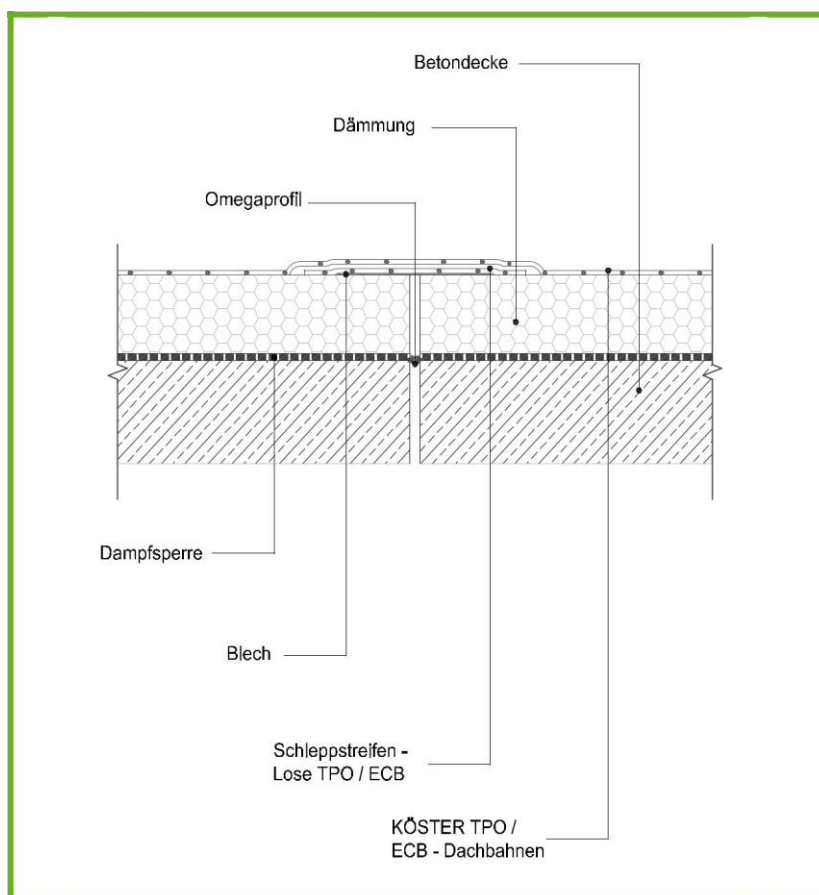 Betondecke
Dämmung
Omegaprofil
Dampfsperre
Blech
Schleppstreifen -
Lose TPO / ECB
KÖSTER TPO /
ECB - Dachbahnen